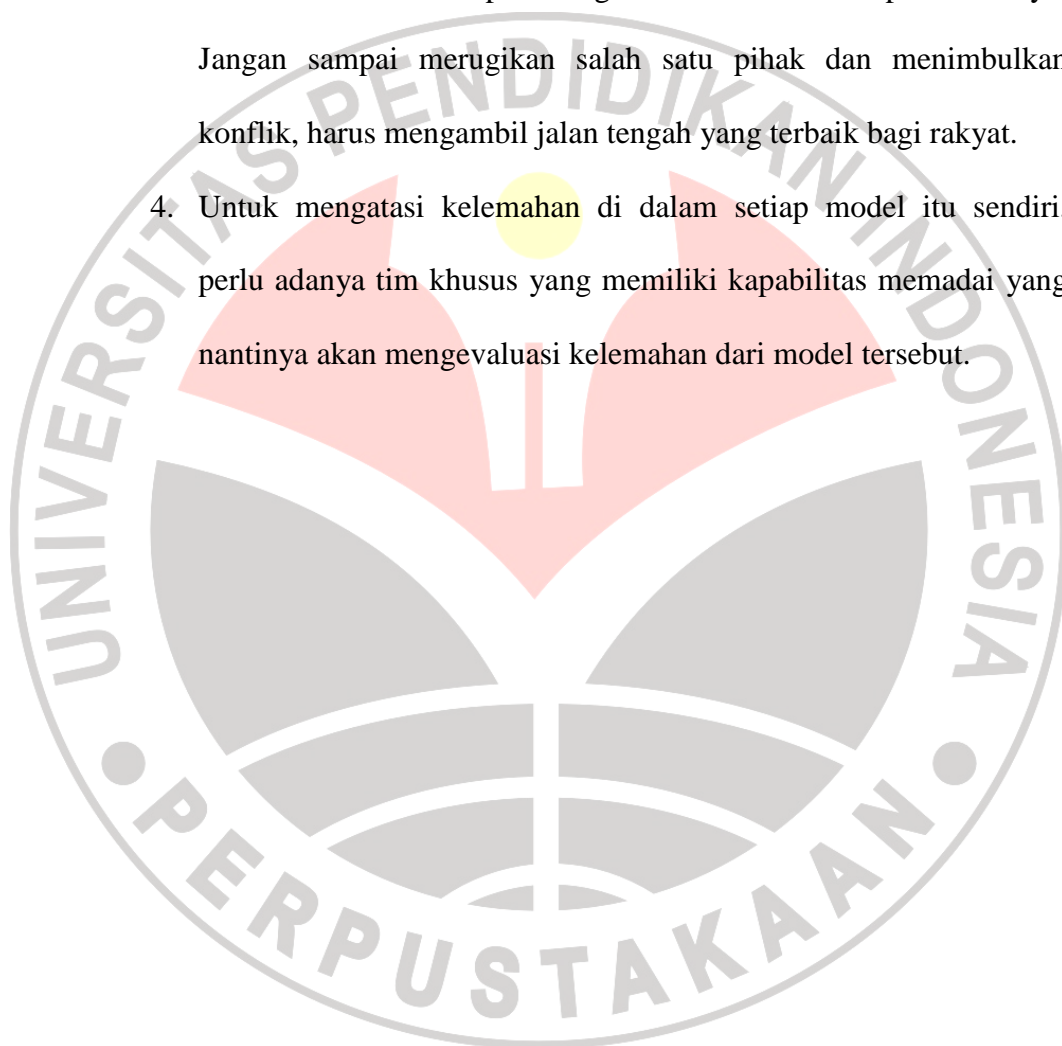 Jangan sampai merugikan salah satu pihak dan menimbulkan
konflik, harus mengambil jalan tengah yang terbaik bagi rakyat.
4. Untuk mengatasi kelemahan di dalam setiap model itu sendiri
perlu adanya tim khusus yang memiliki kapabilitas memadai yang
nantinya akan mengevaluasi kelemahan dari model tersebut.
UNIVERSITAS PENDIDIKAN INDONESIA
PERPUSTAKAAN